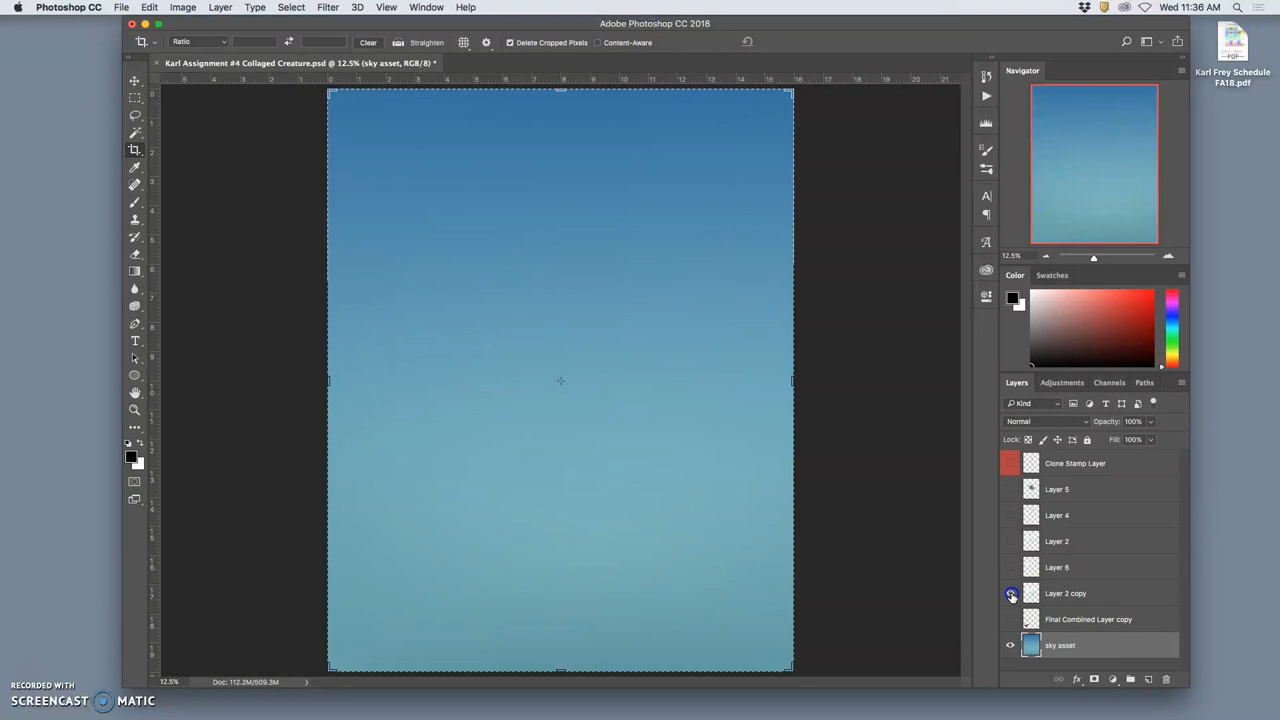 Photoshop CC File Edit Image Layer Type Select Filter 3D View Window Help Wed 11:36 AM
Adobe Photoshop CC 2018
Ratio Clear Straighten Delete Cropped Pixels Content-Aware
Karl Assignment #4 Collaged Creature.psd @ 12.5% (sky asset, RGB/8) *
PDF
Karl Frey Schedule
FA18.pdf
Navigator
12.5%
Color Swatches
Layers Adjustments Channels Paths
Kind
Normal Opacity: 100%
Lock: Fill: 100%
Clone Stamp Layer
Layer 5
Layer 4
Layer 2
Layer 6
Layer 2 copy
Final Combined Layer copy
sky asset
12.5% Doc: 112.2M/509.3M
RECORDED WITH
SCREENCAST MATIC